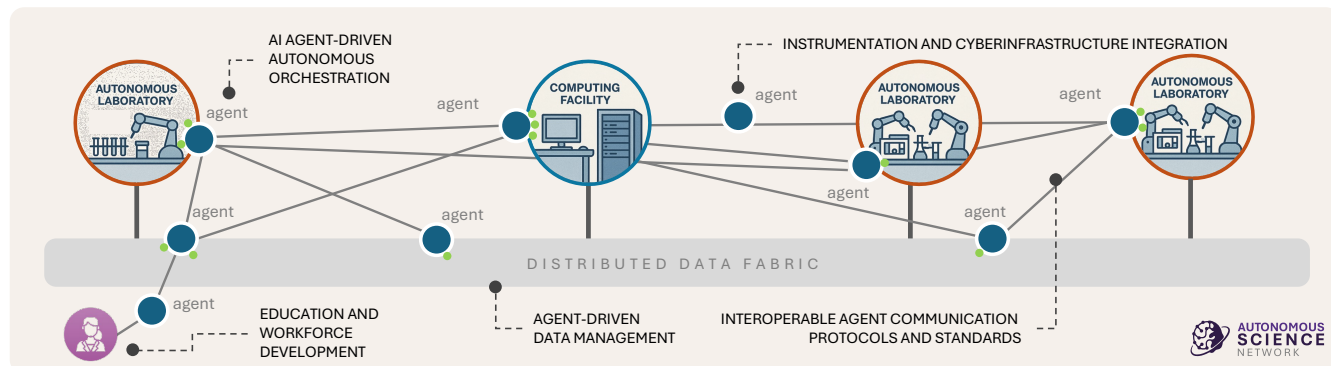 AI AGENT-DRIVEN
AUTONOMOUS
ORCHESTRATION
INSTRUMENTATION AND CYBERINFRASTRUCTURE INTEGRATION
AUTONOMOUS
LABORATORY
agent
agent
COMPUTING
FACILITY
agent
AUTONOMOUS
LABORATORY
agent
agent
AUTONOMOUS
LABORATORY
agent
agent
agent
DISTRIBUTED DATA FABRIC
agent
EDUCATION AND
WORKFORCE
DEVELOPMENT
AGENT-DRIVEN
DATA MANAGEMENT
INTEROPERABLE AGENT COMMUNICATION
PROTOCOLS AND STANDARDS
AUTONOMOUS
SCIENCE
NETWORK